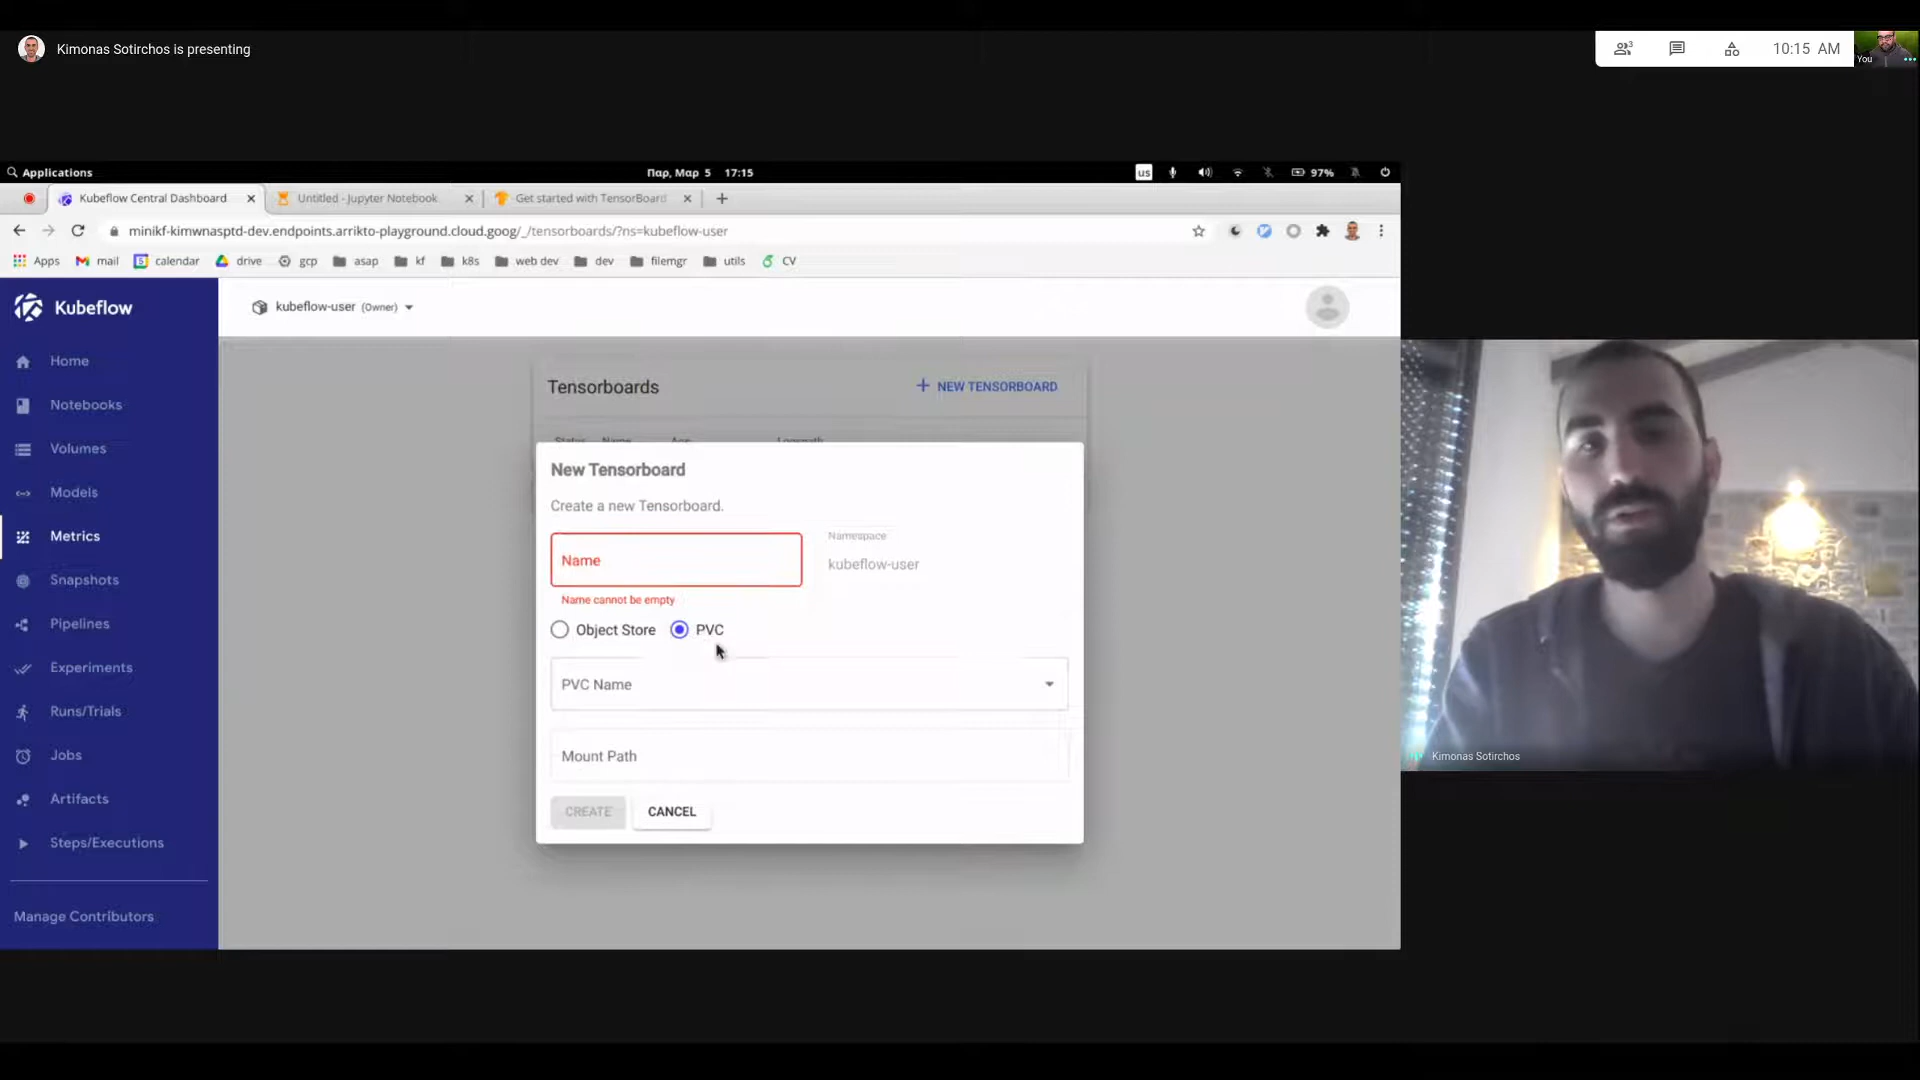 Kimonas Sotirchos is presenting
3
10:15 AM
You
Applications
Παρ, Μαρ 5 17:15
us
97%
Kubeflow Central Dashboard
Untitled - Jupyter Notebook
Get started with TensorBoard
minikf-kimwnasptd-dev.endpoints.arrikto-playground.cloud.goog/_/tensorboards/?ns=kubeflow-user
Apps mail calendar drive gcp asap kf k8s web dev dev filemgr utils CV
Kubeflow
kubeflow-user (Owner)
Home
Notebooks
Volumes
Models
Metrics
Snapshots
Pipelines
Experiments
Runs/Trials
Jobs
Artifacts
Steps/Executions
Manage Contributors
Tensorboards
NEW TENSORBOARD
Status Name Age Logspath
New Tensorboard
Create a new Tensorboard.
Name
Namespace
kubeflow-user
Name cannot be empty
Object Store PVC
PVC Name
Mount Path
CREATE CANCEL
Kimonas Sotirchos